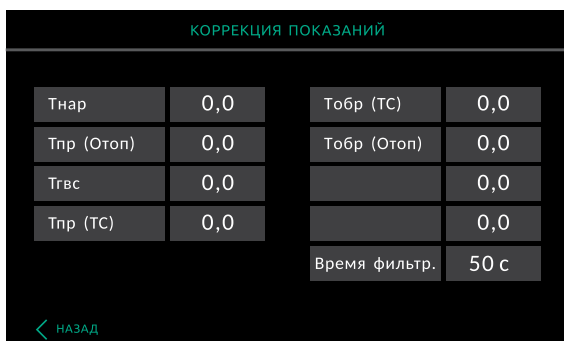 КОРРЕКЦИЯ ПОКАЗАНИЙ
Тнар 0,0 Тобр (ТС) 0,0
Тпр (Отоп) 0,0 Тобр (Отоп) 0,0
Тгвс 0,0 0,0
Тпр (ТС) 0,0 0,0
Время фильтр. 50 с
НАЗАД